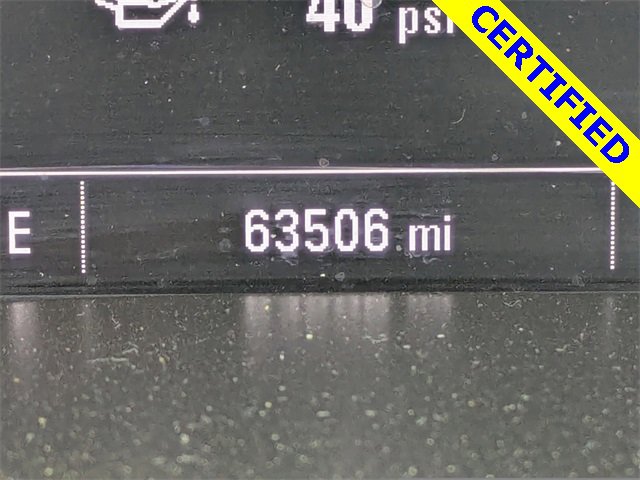 40 psi
CERTIFIED
E
63506 mi